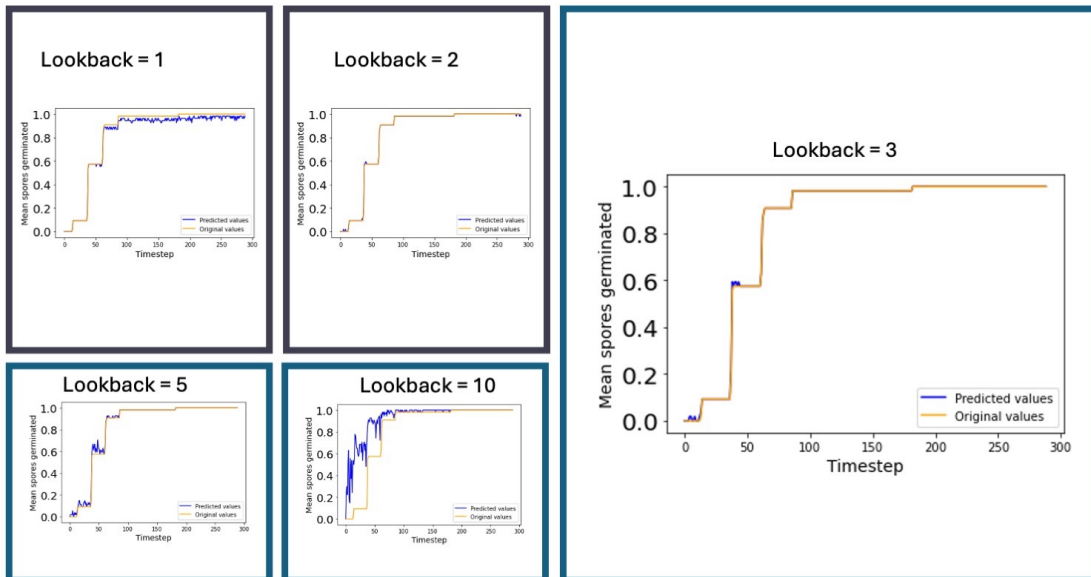 Lookback = 1
Mean spores germinated
1.0
0.8
0.6
0.4
0.2
0.0
Predicted values
Original values
0 50 100 150 200 250 300
Timestep
Lookback = 2
Mean spores germinated
1.0
0.8
0.6
0.4
0.2
0.0
Predicted values
Original values
0 50 100 150 200 250 300
Timestep
Lookback = 3
Mean spores germinated
1.0
0.8
0.6
0.4
0.2
0.0
Predicted values
Original values
0 50 100 150 200 250 300
Timestep
Lookback = 5
Mean spores germinated
1.0
0.8
0.6
0.4
0.2
0.0
Predicted values
Original values
0 50 100 150 200 250 300
Timestep
Lookback = 10
Mean spores germinated
1.0
0.8
0.6
0.4
0.2
0.0
Predicted values
Original values
0 50 100 150 200 250 300
Timestep